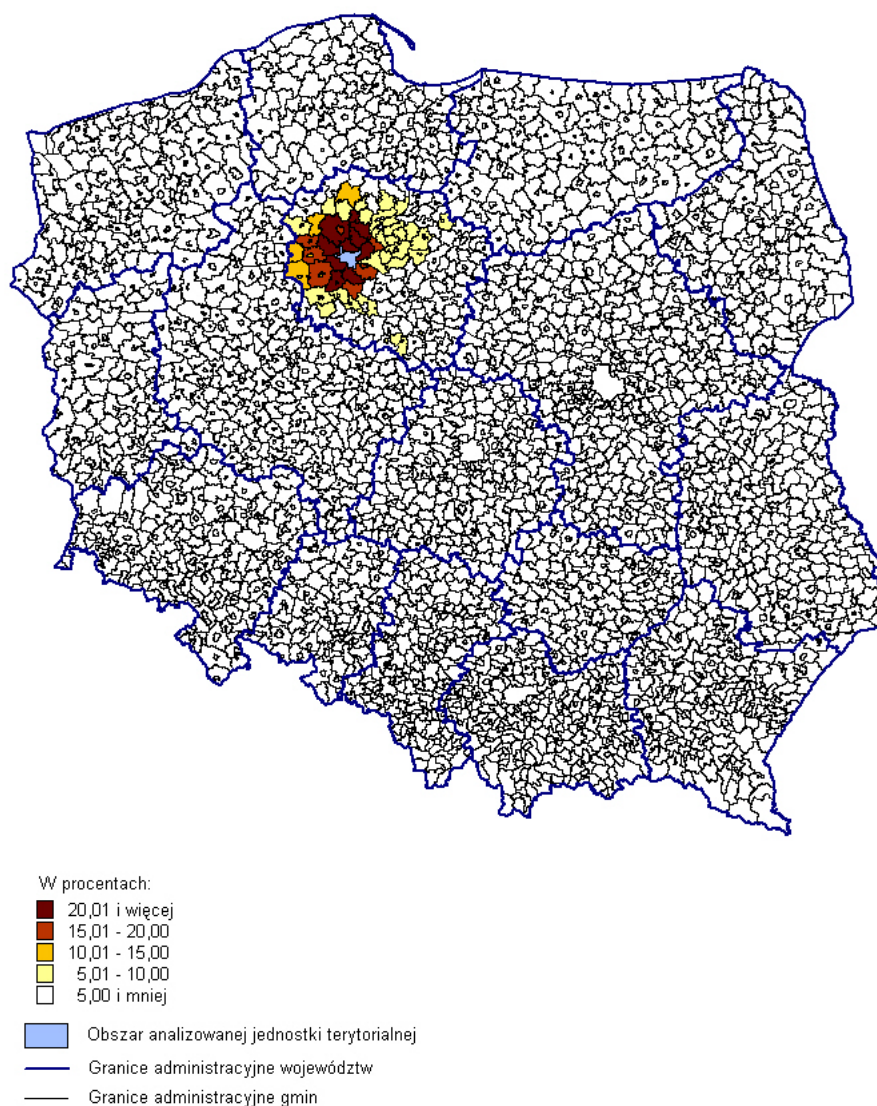 W procentach:
20,01 i więcej
15,01 - 20,00
10,01 - 15,00
5,01 - 10,00
5,00 i mniej
Obszar analizowanej jednostki terytorialnej
Granice administracyjne województw
Granice administracyjne gmin